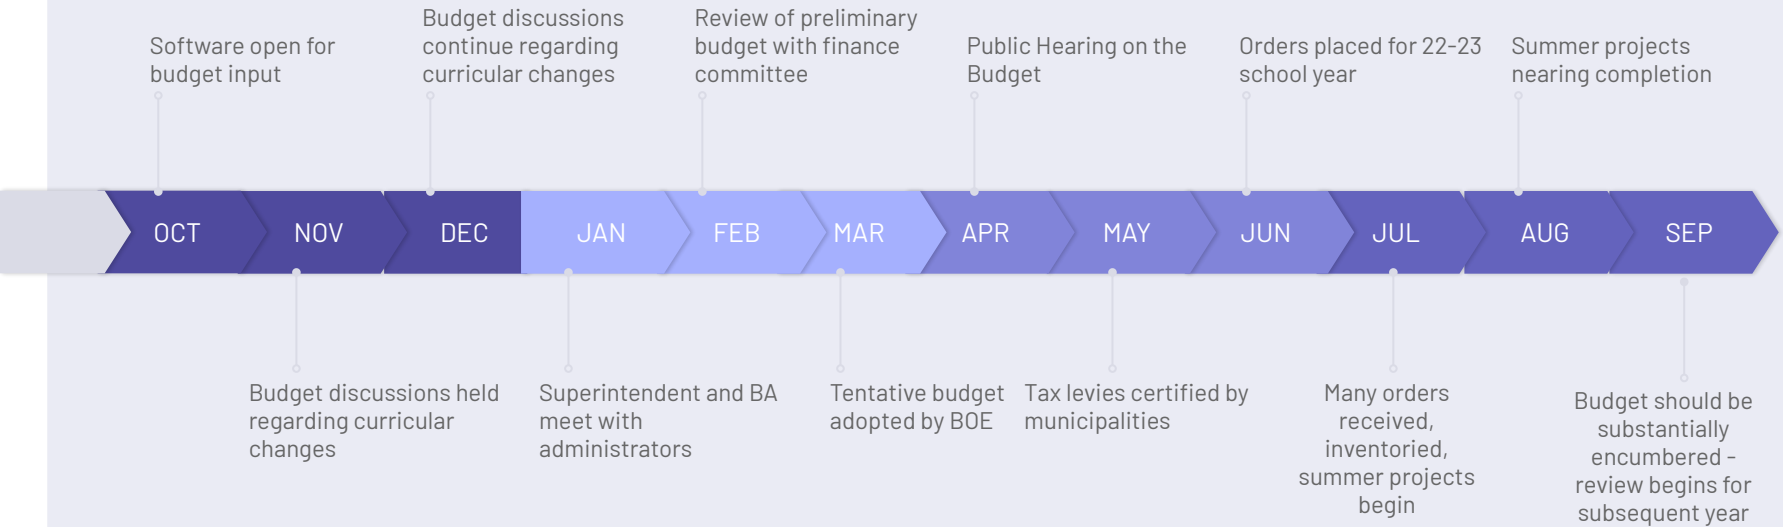 Software open for
budget input
Budget discussions
continue regarding
curricular changes
Review of preliminary
budget with finance
committee
Public Hearing on the
Budget
Orders placed for 22-23
school year
Summer projects
nearing completion
OCT NOV DEC JAN FEB MAR APR MAY JUN JUL AUG SEP
Budget discussions held
regarding curricular
changes
Superintendent and BA
meet with
administrators
Tentative budget
adopted by BOE
Tax levies certified by
municipalities
Many orders
received,
inventoried,
summer projects
begin
Budget should be
substantially
encumbered -
review begins for
subsequent year